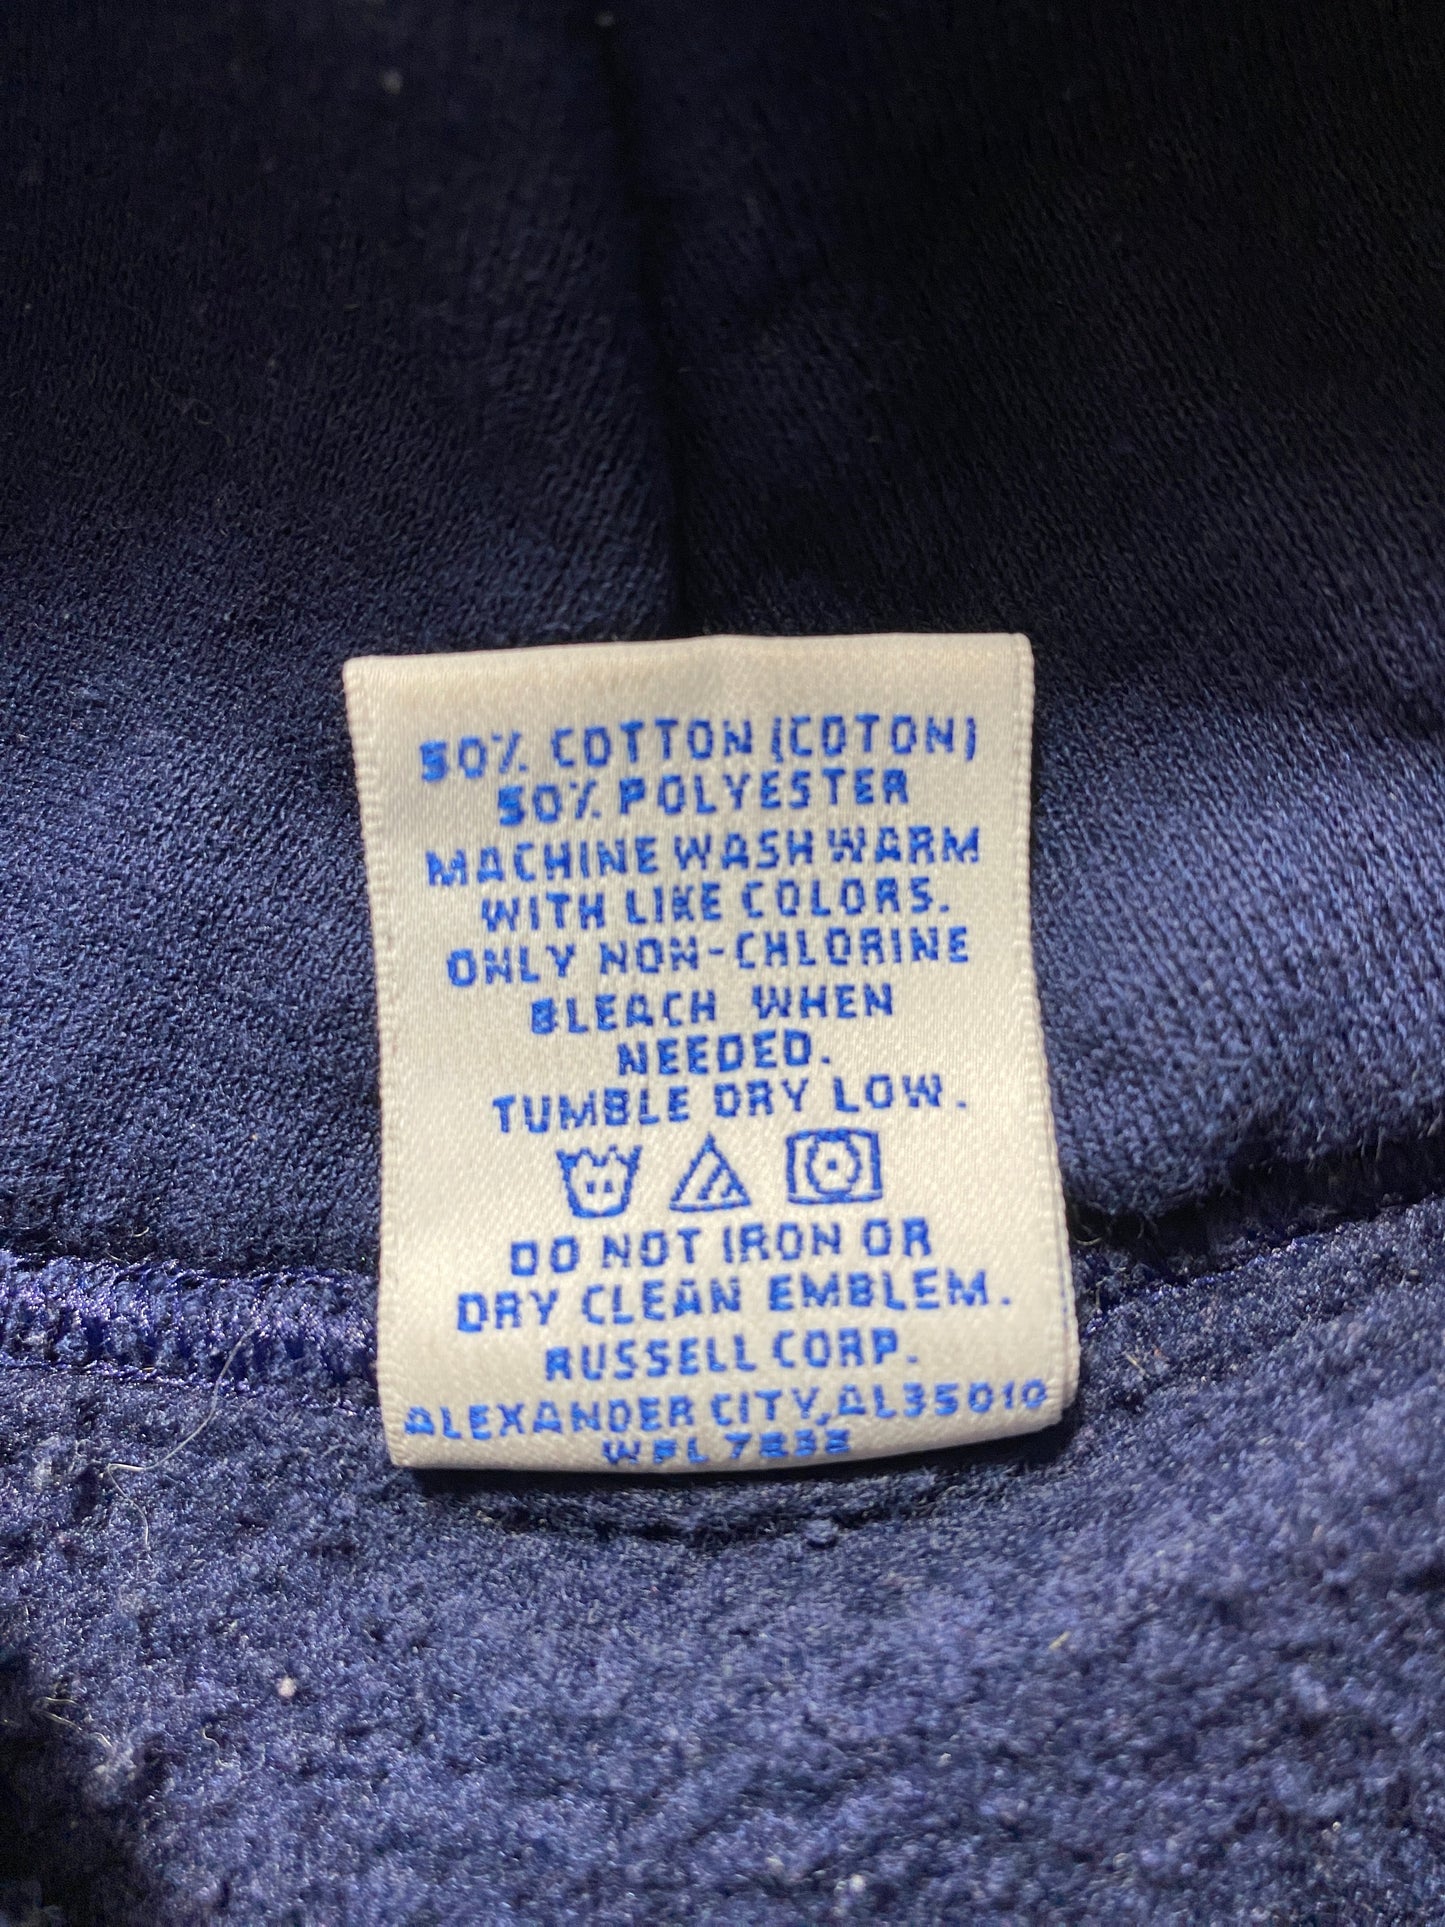 50% COTTON (COTON)
50% POLYESTER
MACHINE WASH WARM
WITH LIKE COLORS.
ONLY NON-CHLORINE
BLEACH WHEN
NEEDED.
TUMBLE DRY LOW.
DO NOT IRON OR
DRY CLEAN EMBLEM.
RUSSELL CORP.
ALEXANDER CITY, AL35010
WPL